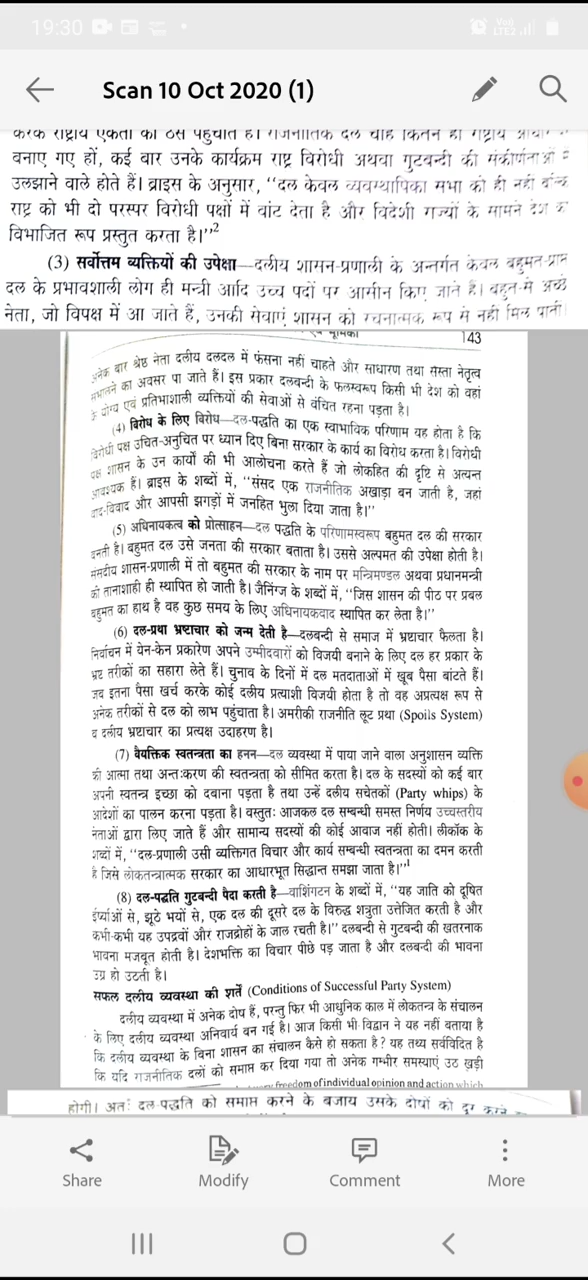 19:30
Vo))
LTE2
Scan 10 Oct 2020 (1)
करके राष्ट्रीय एकता को ठेस पहुंचाते हैं। राजनीतिक दल चाहे कितने ही राष्ट्रीय
बनाए गए हों, कई बार उनके कार्यक्रम राष्ट्र विरोधी अथवा गुटबन्दी की संकीर्णताओं
उलझाने वाले होते हैं। ब्राइस के अनुसार, “दल केवल व्यवस्थापिका सभा को ही नहीं
राष्ट्र को भी दो परस्पर विरोधी पक्षों में बांट देता है और विदेशी राज्यों के सामने देश
विभाजित रूप प्रस्तुत करता है।”2
(3) सर्वोत्तम व्यक्तियों की उपेक्षा—दलीय शासन-प्रणाली के अन्तर्गत केवल
दल के प्रभावशाली लोग ही मन्त्री आदि उच्च पदों पर आसीन किए जाते हैं। बहुत-से अच्छे
नेता, जो विपक्ष में आ जाते हैं, उनकी सेवाएं शासन को रचनात्मक रूप से नहीं मिल पातीं।
143
अनेक बार श्रेष्ठ नेता दलीय दलदल में फंसना नहीं चाहते और साधारण तथा सस्ता नेतृत्व
का अवसर पा जाते हैं। इस प्रकार दलबन्दी के फलस्वरूप किसी भी देश को वहां
के योग्य एवं प्रतिभाशाली व्यक्तियों की सेवाओं से वंचित रहना पड़ता है।
(4) विरोध के लिए विरोध—दल-पद्धति का एक स्वाभाविक परिणाम यह होता है कि
विरोधी पक्ष उचित-अनुचित पर ध्यान दिए बिना सरकार के कार्य का विरोध करता है। विरोधी
पक्ष शासन के उन कार्यों की भी आलोचना करते हैं जो लोकहित की दृष्टि से अत्यन्त
आवश्यक हैं। ब्राइस के शब्दों में, “संसद एक राजनीतिक अखाड़ा बन जाती है, जहां
वाद-विवाद और आपसी झगड़ों में जनहित भुला दिया जाता है।”
(5) अधिनायकत्व को प्रोत्साहन—दल पद्धति के परिणामस्वरूप बहुमत दल की सरकार
बनती है। बहुमत दल उसे जनता की सरकार बताता है। उससे अल्पमत की उपेक्षा होती है।
संसदीय शासन-प्रणाली में तो बहुमत की सरकार के नाम पर मन्त्रिमण्डल अथवा प्रधानमन्त्री
की तानाशाही ही स्थापित हो जाती है। जैनिंग्ज के शब्दों में, “जिस शासन की पीठ पर प्रबल
बहुमत का हाथ है वह कुछ समय के लिए अधिनायकवाद स्थापित कर लेता है।”
(6) दल-प्रथा भ्रष्टाचार को जन्म देती है—दलबन्दी से समाज में भ्रष्टाचार फैलता है।
निर्वाचन में येन-केन प्रकारेण अपने उम्मीदवारों को विजयी बनाने के लिए दल हर प्रकार के
भ्रष्ट तरीकों का सहारा लेते हैं। चुनाव के दिनों में दल मतदाताओं में खूब पैसा बांटते हैं।
जब इतना पैसा खर्च करके कोई दलीय प्रत्याशी विजयी होता है तो वह अप्रत्यक्ष रूप से
अनेक तरीकों से दल को लाभ पहुंचाता है। अमरीकी राजनीति लूट प्रथा (Spoils System)
व दलीय भ्रष्टाचार का प्रत्यक्ष उदाहरण है।
(7) वैयक्तिक स्वतन्त्रता का हनन—दल व्यवस्था में पाया जाने वाला अनुशासन व्यक्ति
की आत्मा तथा अन्तःकरण की स्वतन्त्रता को सीमित करता है। दल के सदस्यों को कई बार
अपनी स्वतन्त्र इच्छा को दबाना पड़ता है तथा उन्हें दलीय सचेतकों (Party whips) के
आदेशों का पालन करना पड़ता है। वस्तुतः आजकल दल सम्बन्धी समस्त निर्णय उच्चस्तरीय
नेताओं द्वारा लिए जाते हैं और सामान्य सदस्यों की कोई आवाज नहीं होती। लीकॉक के
शब्दों में, “दल-प्रणाली उसी व्यक्तिगत विचार और कार्य सम्बन्धी स्वतन्त्रता का दमन करती
है जिसे लोकतन्त्रात्मक सरकार का आधारभूत सिद्धान्त समझा जाता है।”1
(8) दल-पद्धति गुटबन्दी पैदा करती है—वाशिंगटन के शब्दों में, “यह जाति को दूषित
ईर्ष्याओं से, झूठे भयों से, एक दल की दूसरे दल के विरुद्ध शत्रुता उत्तेजित करती है और
कभी-कभी यह उपद्रवों और राजद्रोहों के जाल रचती है।” दलबन्दी से गुटबन्दी की खतरनाक
भावना मजबूत होती है। देशभक्ति का विचार पीछे पड़ जाता है और दलबन्दी की भावना
उग्र हो उठती है।
सफल दलीय व्यवस्था की शर्तें (Conditions of Successful Party System)
दलीय व्यवस्था में अनेक दोष हैं, परन्तु फिर भी आधुनिक काल में लोकतन्त्र के संचालन
के लिए दलीय व्यवस्था अनिवार्य बन गई है। आज किसी भी विद्वान ने यह नहीं बताया है
कि दलीय व्यवस्था के बिना शासन का संचालन कैसे हो सकता है? यह तथ्य सर्वविदित है
कि यदि राजनीतिक दलों को समाप्त कर दिया गया तो अनेक गम्भीर समस्याएं उठ खड़ी
freedom of individual opinion and action which
होंगी। अतः दल-पद्धति को समाप्त करने के बजाय उसके दोषों को दूर करने
Share
Modify
Comment
More